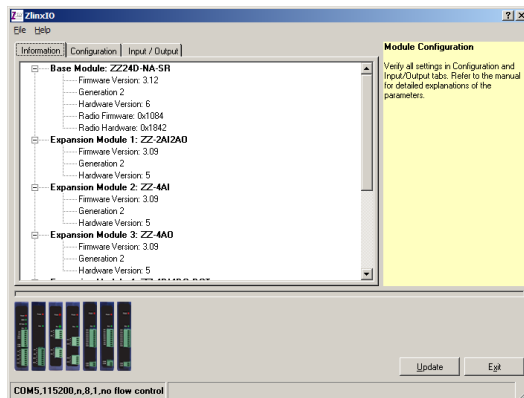 ZlinxIO
File Help
Information Configuration Input / Output
Base Module: ZZ24D-NA-SR
Firmware Version: 3.12
Generation 2
Hardware Version: 6
Radio Firmware: 0x1084
Radio Hardware: 0x1842
Expansion Module 1: ZZ-2AI2AO
Firmware Version: 3.09
Generation 2
Hardware Version: 5
Expansion Module 2: ZZ-4AI
Firmware Version: 3.09
Generation 2
Hardware Version: 5
Expansion Module 3: ZZ-4AO
Firmware Version: 3.09
Generation 2
Hardware Version: 5
Module Configuration
Verify all settings in Configuration and
Input/Output tabs. Refer to the manual
for detailed explanations of the
parameters.
Update Exit
COM5,115200,n,8,1,no flow control